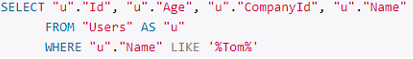 SELECT "u"."Id", "u"."Age", "u"."CompanyId", "u"."Name"
FROM "Users" AS "u"
WHERE "u"."Name" LIKE '%Tom%'